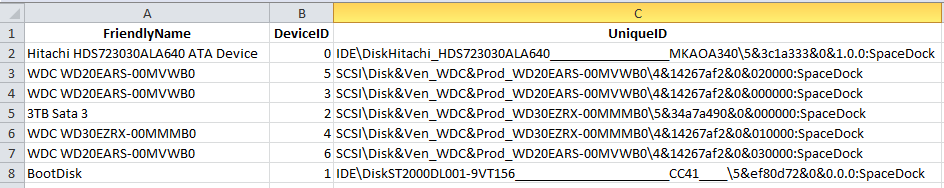 A B C
1 FriendlyName DeviceID UniqueID
2 Hitachi HDS723030ALA640 ATA Device 0 IDE\DiskHitachi_HDS723030ALA640_________________MKAOA340\5&3c1a333&0&1.0.0:SpaceDock
3 WDC WD20EARS-00MVWB0 5 SCSI\Disk&Ven_WDC&Prod_WD20EARS-00MVWB0\4&14267af2&0&020000:SpaceDock
4 WDC WD20EARS-00MVWB0 3 SCSI\Disk&Ven_WDC&Prod_WD20EARS-00MVWB0\4&14267af2&0&000000:SpaceDock
5 3TB Sata 3 2 SCSI\Disk&Ven_WDC&Prod_WD30EZRX-00MMMB0\5&34a7a490&0&000000:SpaceDock
6 WDC WD30EZRX-00MMMB0 4 SCSI\Disk&Ven_WDC&Prod_WD30EZRX-00MMMB0\4&14267af2&0&010000:SpaceDock
7 WDC WD20EARS-00MVWB0 6 SCSI\Disk&Ven_WDC&Prod_WD20EARS-00MVWB0\4&14267af2&0&030000:SpaceDock
8 BootDisk 1 IDE\DiskST2000DL001-9VT156______________________CC41____\5&ef80d72&0&0.0.0:SpaceDock